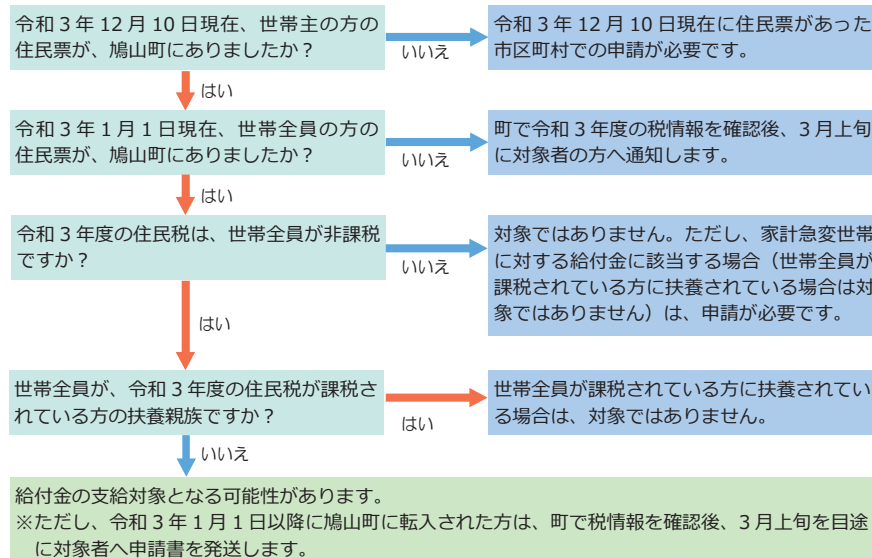 令和３年 12 月 10 日現在、世帯主の方の
住民票が、鳩山町にありましたか？
いいえ
令和３年 12 月 10 日現在に住民票があった
市区町村での申請が必要です。
はい
令和３年１月１日現在、世帯全員の方の
住民票が、鳩山町にありましたか？
いいえ
町で令和３年度の税情報を確認後、３月上旬
に対象者の方へ通知します。
はい
令和３年度の住民税は、世帯全員が非課税
ですか？
いいえ
対象ではありません。ただし、家計急変世帯
に対する給付金に該当する場合（世帯全員が
課税されている方に扶養されている場合は対
象ではありません）は、申請が必要です。
はい
世帯全員が、令和３年度の住民税が課税さ
れている方の扶養親族ですか？
はい
世帯全員が課税されている方に扶養されてい
る場合は、対象ではありません。
いいえ
給付金の支給対象となる可能性があります。
※ただし、令和３年１月１日以降に鳩山町に転入された方は、町で税情報を確認後、３月上旬を目途
に対象者へ申請書を発送します。